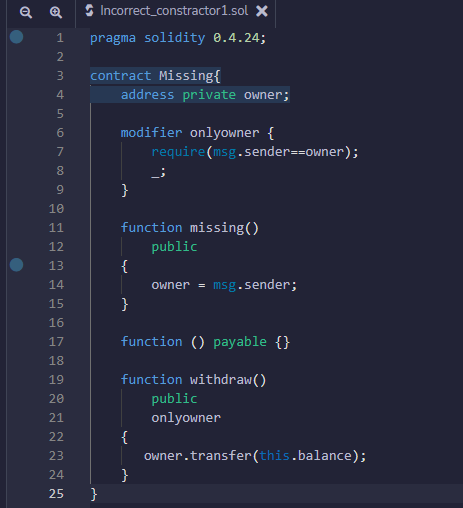 Incorrect_constractor1.sol
1 pragma solidity 0.4.24;
2
3 contract Missing{
4 address private owner;
5
6 modifier onlyowner {
7 require(msg.sender==owner);
8 _;
9 }
10
11 function missing()
12 public
13 {
14 owner = msg.sender;
15 }
16
17 function () payable {}
18
19 function withdraw()
20 public
21 onlyowner
22 {
23 owner.transfer(this.balance);
24 }
25 }